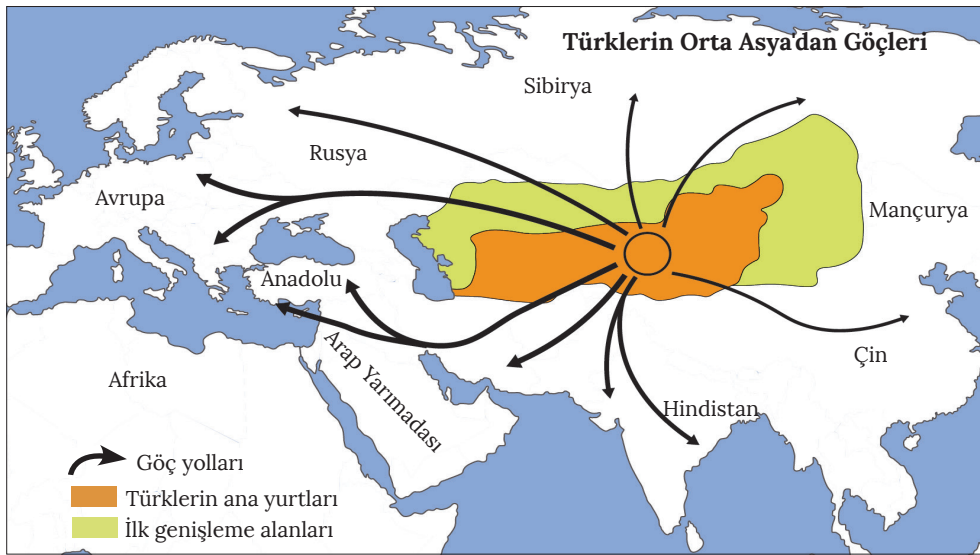 Türklerin Orta Asya'dan Göçleri
Sibirya
Rusya
Avrupa
Mançurya
Anadolu
Çin
Arap Yarımadası
Afrika
Hindistan
Göç yolları
Türklerin ana yurtları
İlk genişleme alanları